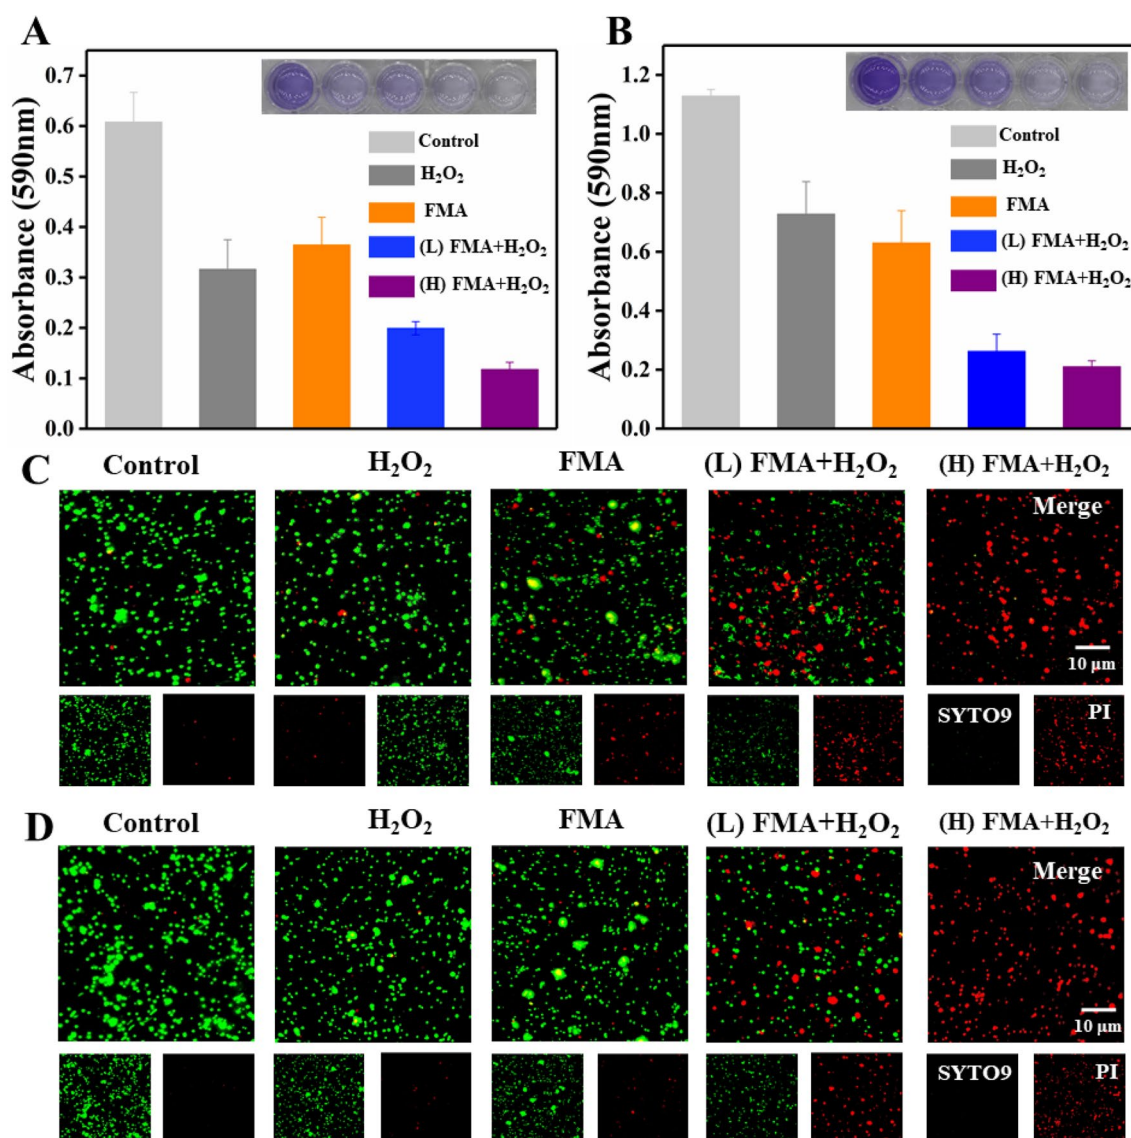 A
Absorbance (590nm)
0.7
0.6
0.5
0.4
0.3
0.2
0.1
0.0
Control
H₂O₂
FMA
(L) FMA+H₂O₂
(H) FMA+H₂O₂
B
Absorbance (590nm)
1.2
1.0
0.8
0.6
0.4
0.2
0.0
Control
H₂O₂
FMA
(L) FMA+H₂O₂
(H) FMA+H₂O₂
C
Control
H₂O₂
FMA
(L) FMA+H₂O₂
(H) FMA+H₂O₂
Merge
10 μm
SYTO9
PI
D
Control
H₂O₂
FMA
(L) FMA+H₂O₂
(H) FMA+H₂O₂
Merge
10 μm
SYTO9
PI